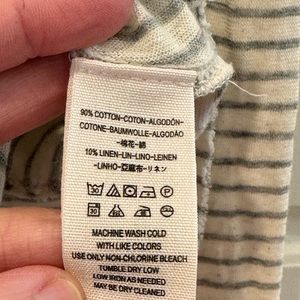 90% COTTON-COTON-ALGODÓN-
COTONE-BAUMWOLLE-ALGODÃO
-棉花-綿
10% LINEN-LIN-LINO-LEINEN
-LINHO-亞麻布-リネン
30
MACHINE WASH COLD
WITH LIKE COLORS
USE ONLY NON-CHLORINE BLEACH
TUMBLE DRY LOW
LOW IRON AS NEEDED
MAY BE DRY CLEANED